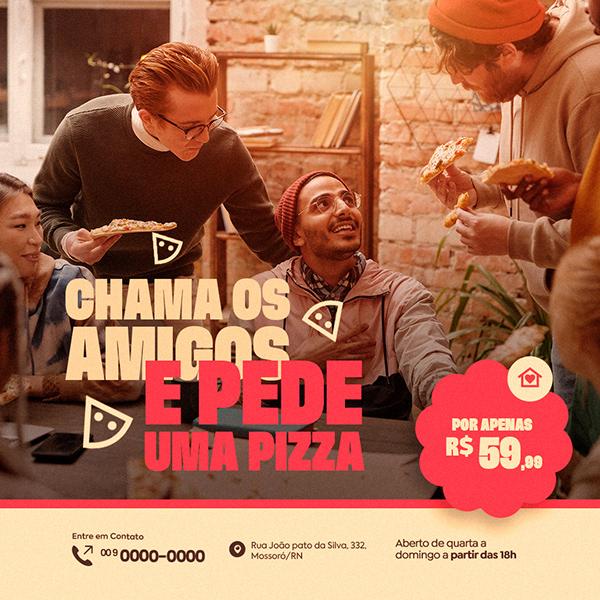 CHAMA OS
AMIGOS
E PEDE
UMA PIZZA
POR APENAS
R$ 59,99
Entre em Contato
00 9 0000-0000
Rua João pato da Silva, 332,
Mossoró/RN
Aberto de quarta a
domingo a partir das 18h